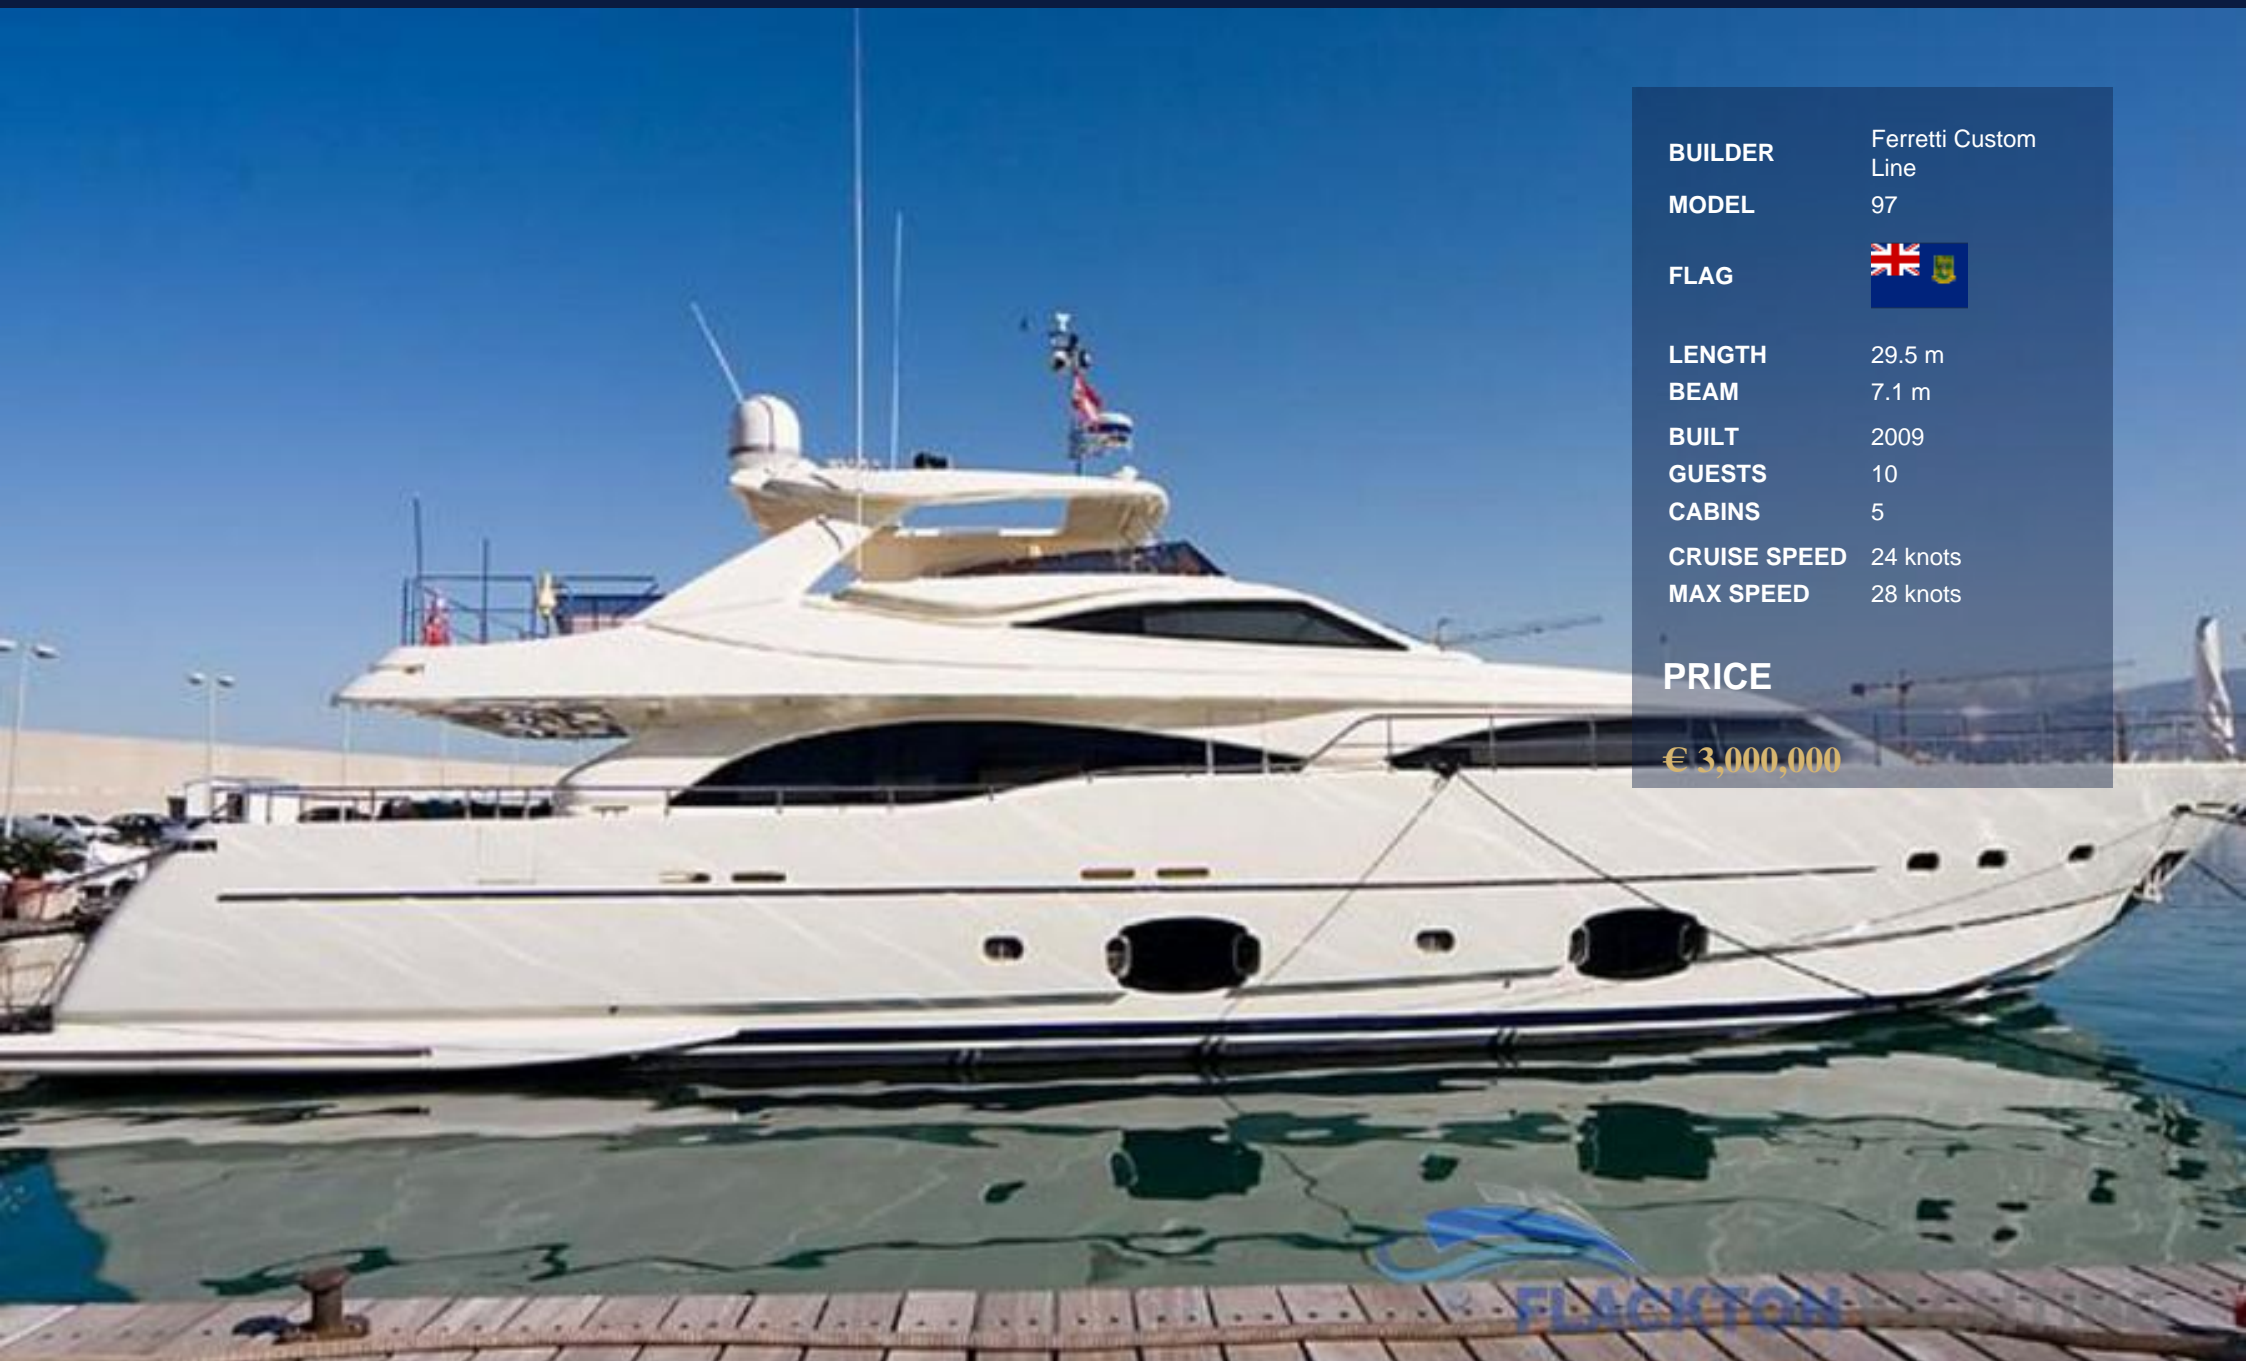 BUILDER Ferretti Custom
Line
MODEL 97
FLAG
LENGTH 29.5 m
BEAM 7.1 m
BUILT 2009
GUESTS 10
CABINS 5
CRUISE SPEED 24 knots
MAX SPEED 28 knots
PRICE
€ 3,000,000
FLACKTON YACHTING